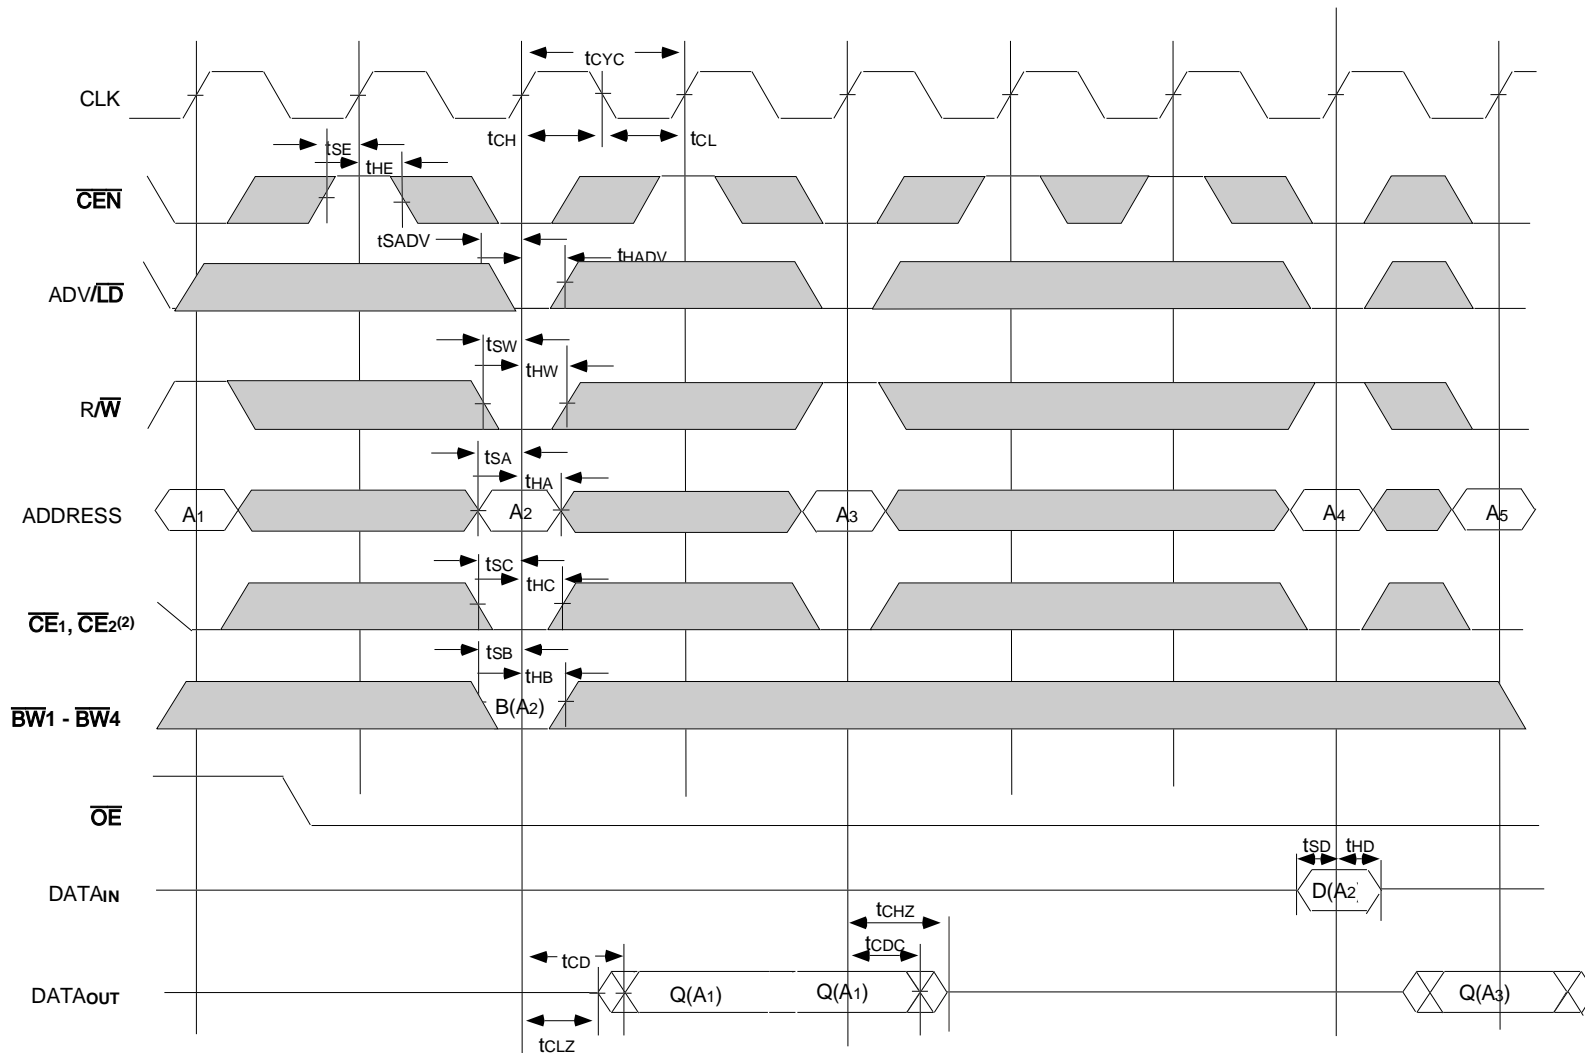 tCYC
CLK
tCH
tCL
tSE
tHE
CEN
tSADV
tHADV
ADV/LD
tSW
tHW
R/W
tSA
tHA
ADDRESS
A1
A2
A3
A4
A5
tSC
tHC
CE1, CE2(2)
tSB
tHB
B(A2)
BW1 - BW4
OE
tSD
tHD
DATAIN
D(A2)
tCHZ
tCDC
tCD
DATAOUT
Q(A1)
Q(A1)
Q(A3)
tCLZ